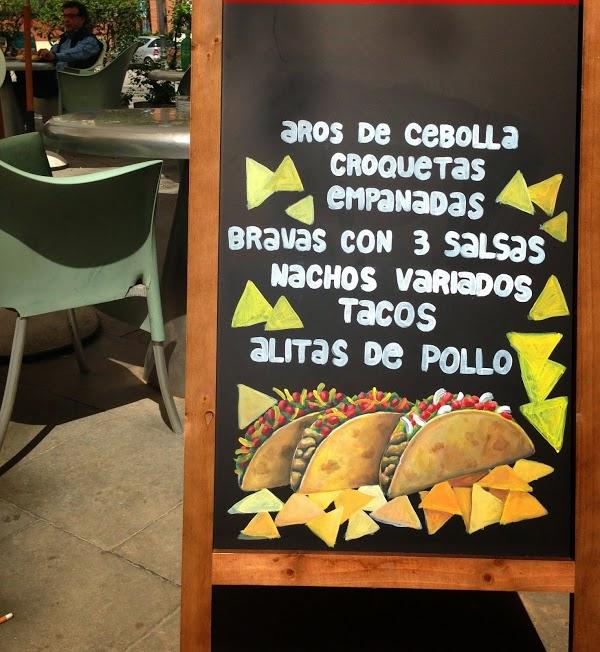 aros de cebolla
croquetas
empanadas
Bravas con 3 salsas
Nachos variados
Tacos
alitas de pollo